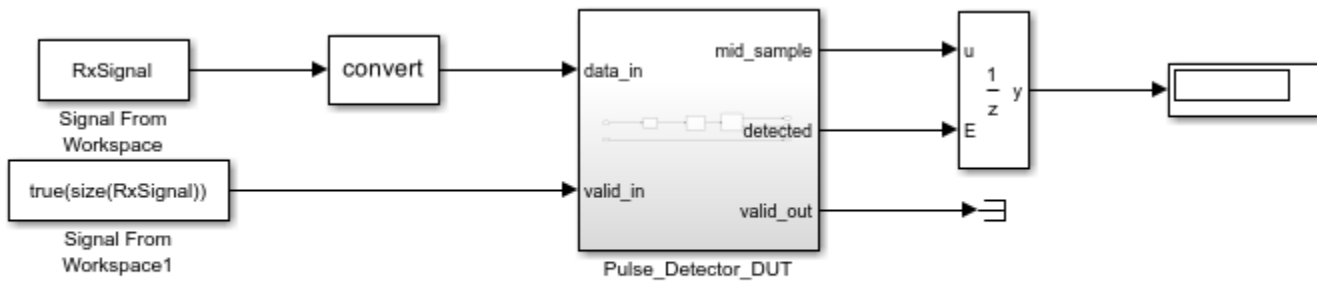 RxSignal
Signal From
Workspace
convert
true(size(RxSignal))
Signal From
Workspace1
data_in
valid_in
mid_sample
detected
valid_out
Pulse_Detector_DUT
u
E
1
z
y